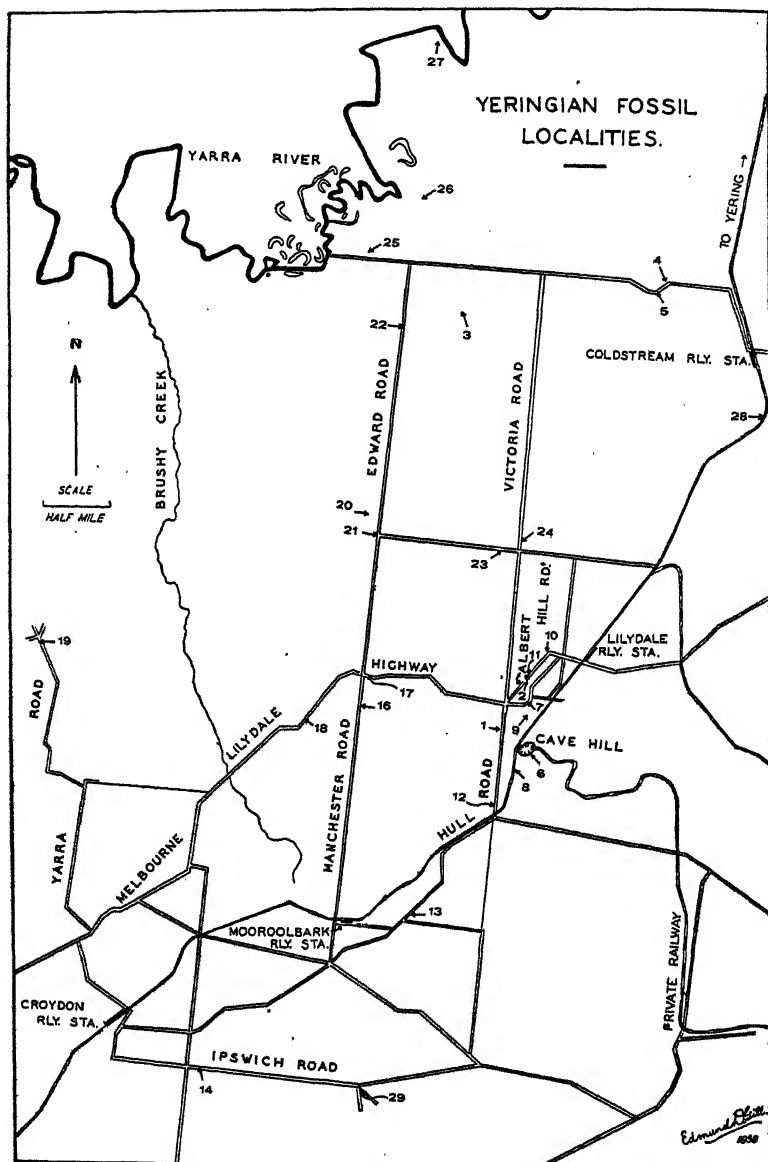 27
YERINGIAN FOSSIL
LOCALITIES.
YARRA RIVER
26
TO YERING
25
4
5
22
3
N
COLDSTREAM RLY. STA.
28
EDWARD ROAD
VICTORIA ROAD
BRUSHY CREEK
SCALE
HALF MILE
20
21
24
23
ALBERT
HILL RD.
10
11
LILYDALE
RLY. STA.
19
HIGHWAY
17
2
7
16
1
9
ROAD
LILYDALE
18
CAVE HILL
6
8
MANCHESTER ROAD
ROAD
12
HULL
YARRA
MELBOURNE
13
MOOROOLBARK
RLY. STA.
PRIVATE RAILWAY
CROYDON
RLY. STA.
IPSWICH ROAD
14
29
Edmund D.